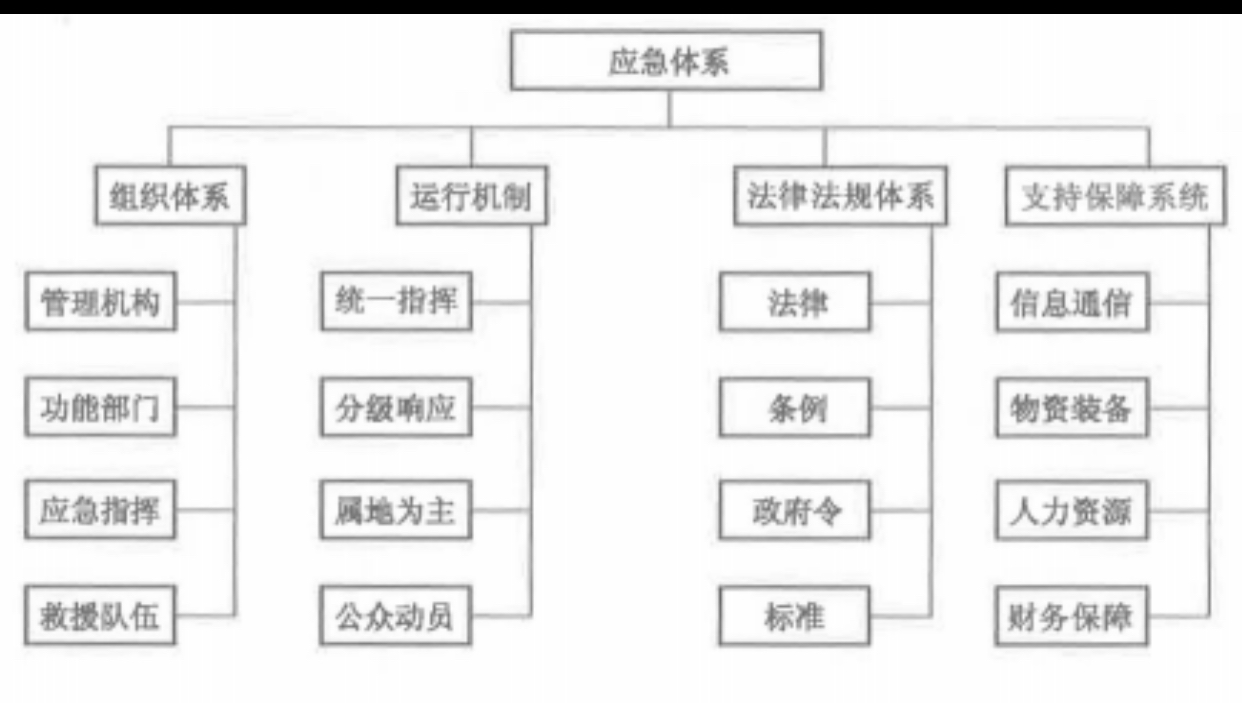 应急体系
组织体系
运行机制
法律法规体系
支持保障系统
管理机构
统一指挥
法律
信息通信
功能部门
分级响应
条例
物资装备
应急指挥
属地为主
政府令
人力资源
救援队伍
公众动员
标准
财务保障